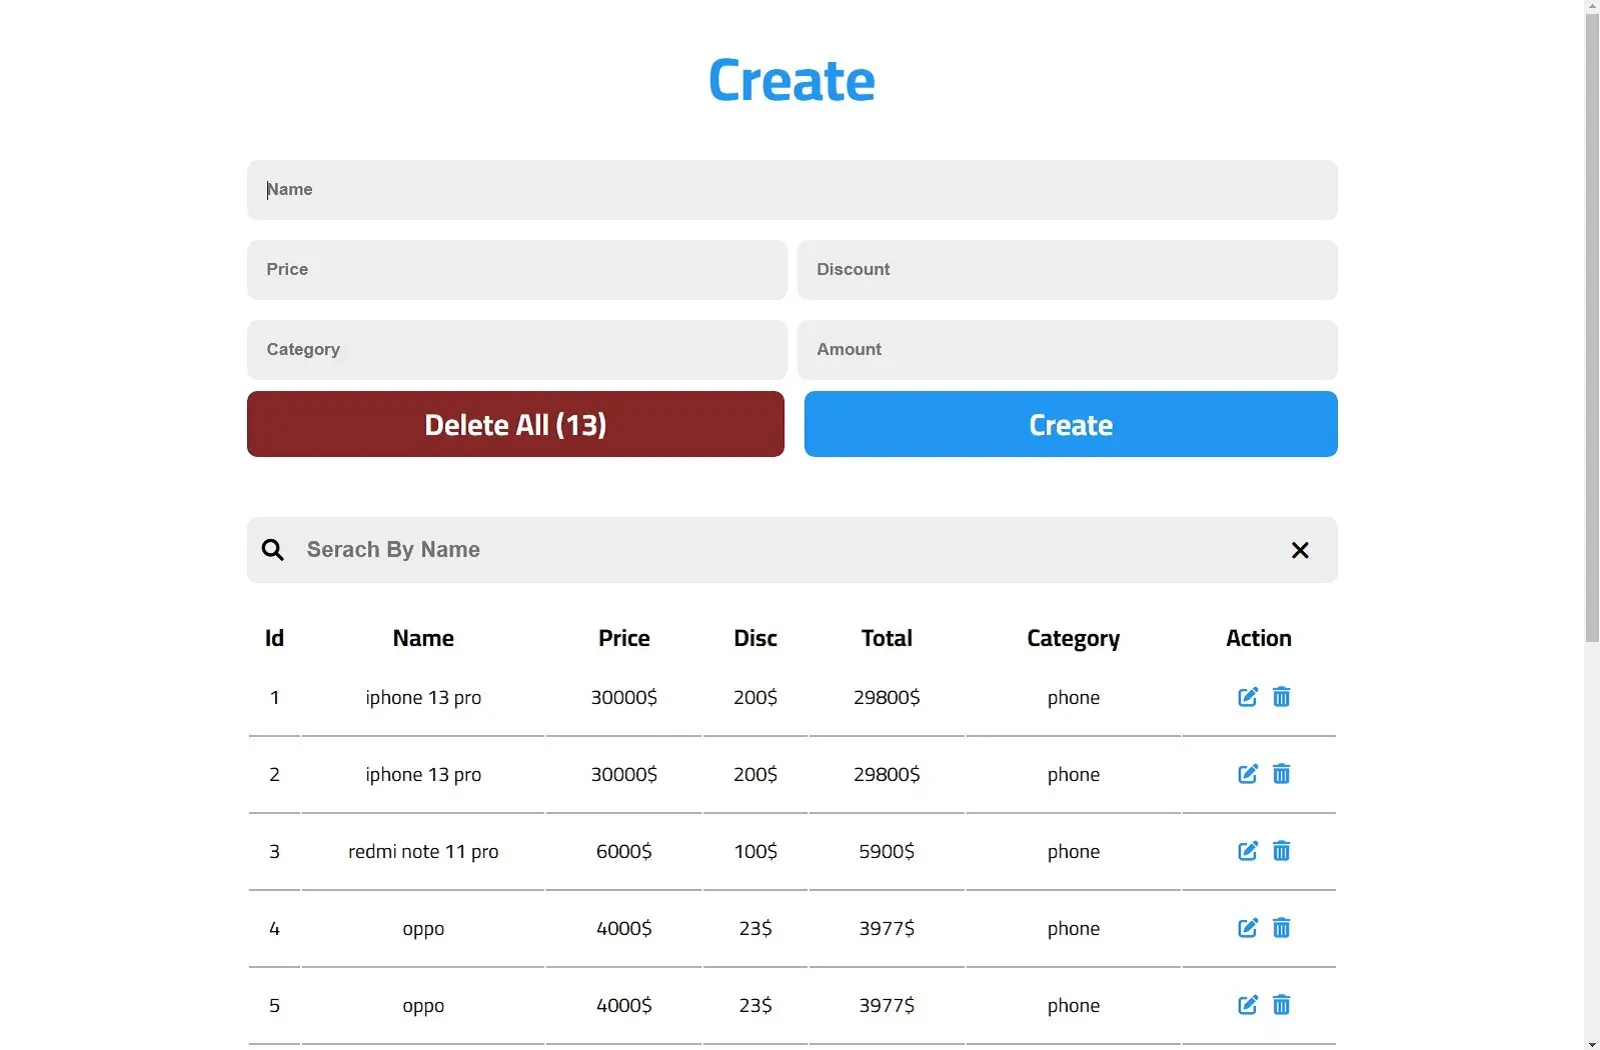 Create
Name
Price Discount
Category Amount
Delete All (13) Create
Serach By Name
Id Name Price Disc Total Category Action
1 iphone 13 pro 30000$ 200$ 29800$ phone
2 iphone 13 pro 30000$ 200$ 29800$ phone
3 redmi note 11 pro 6000$ 100$ 5900$ phone
4 oppo 4000$ 23$ 3977$ phone
5 oppo 4000$ 23$ 3977$ phone